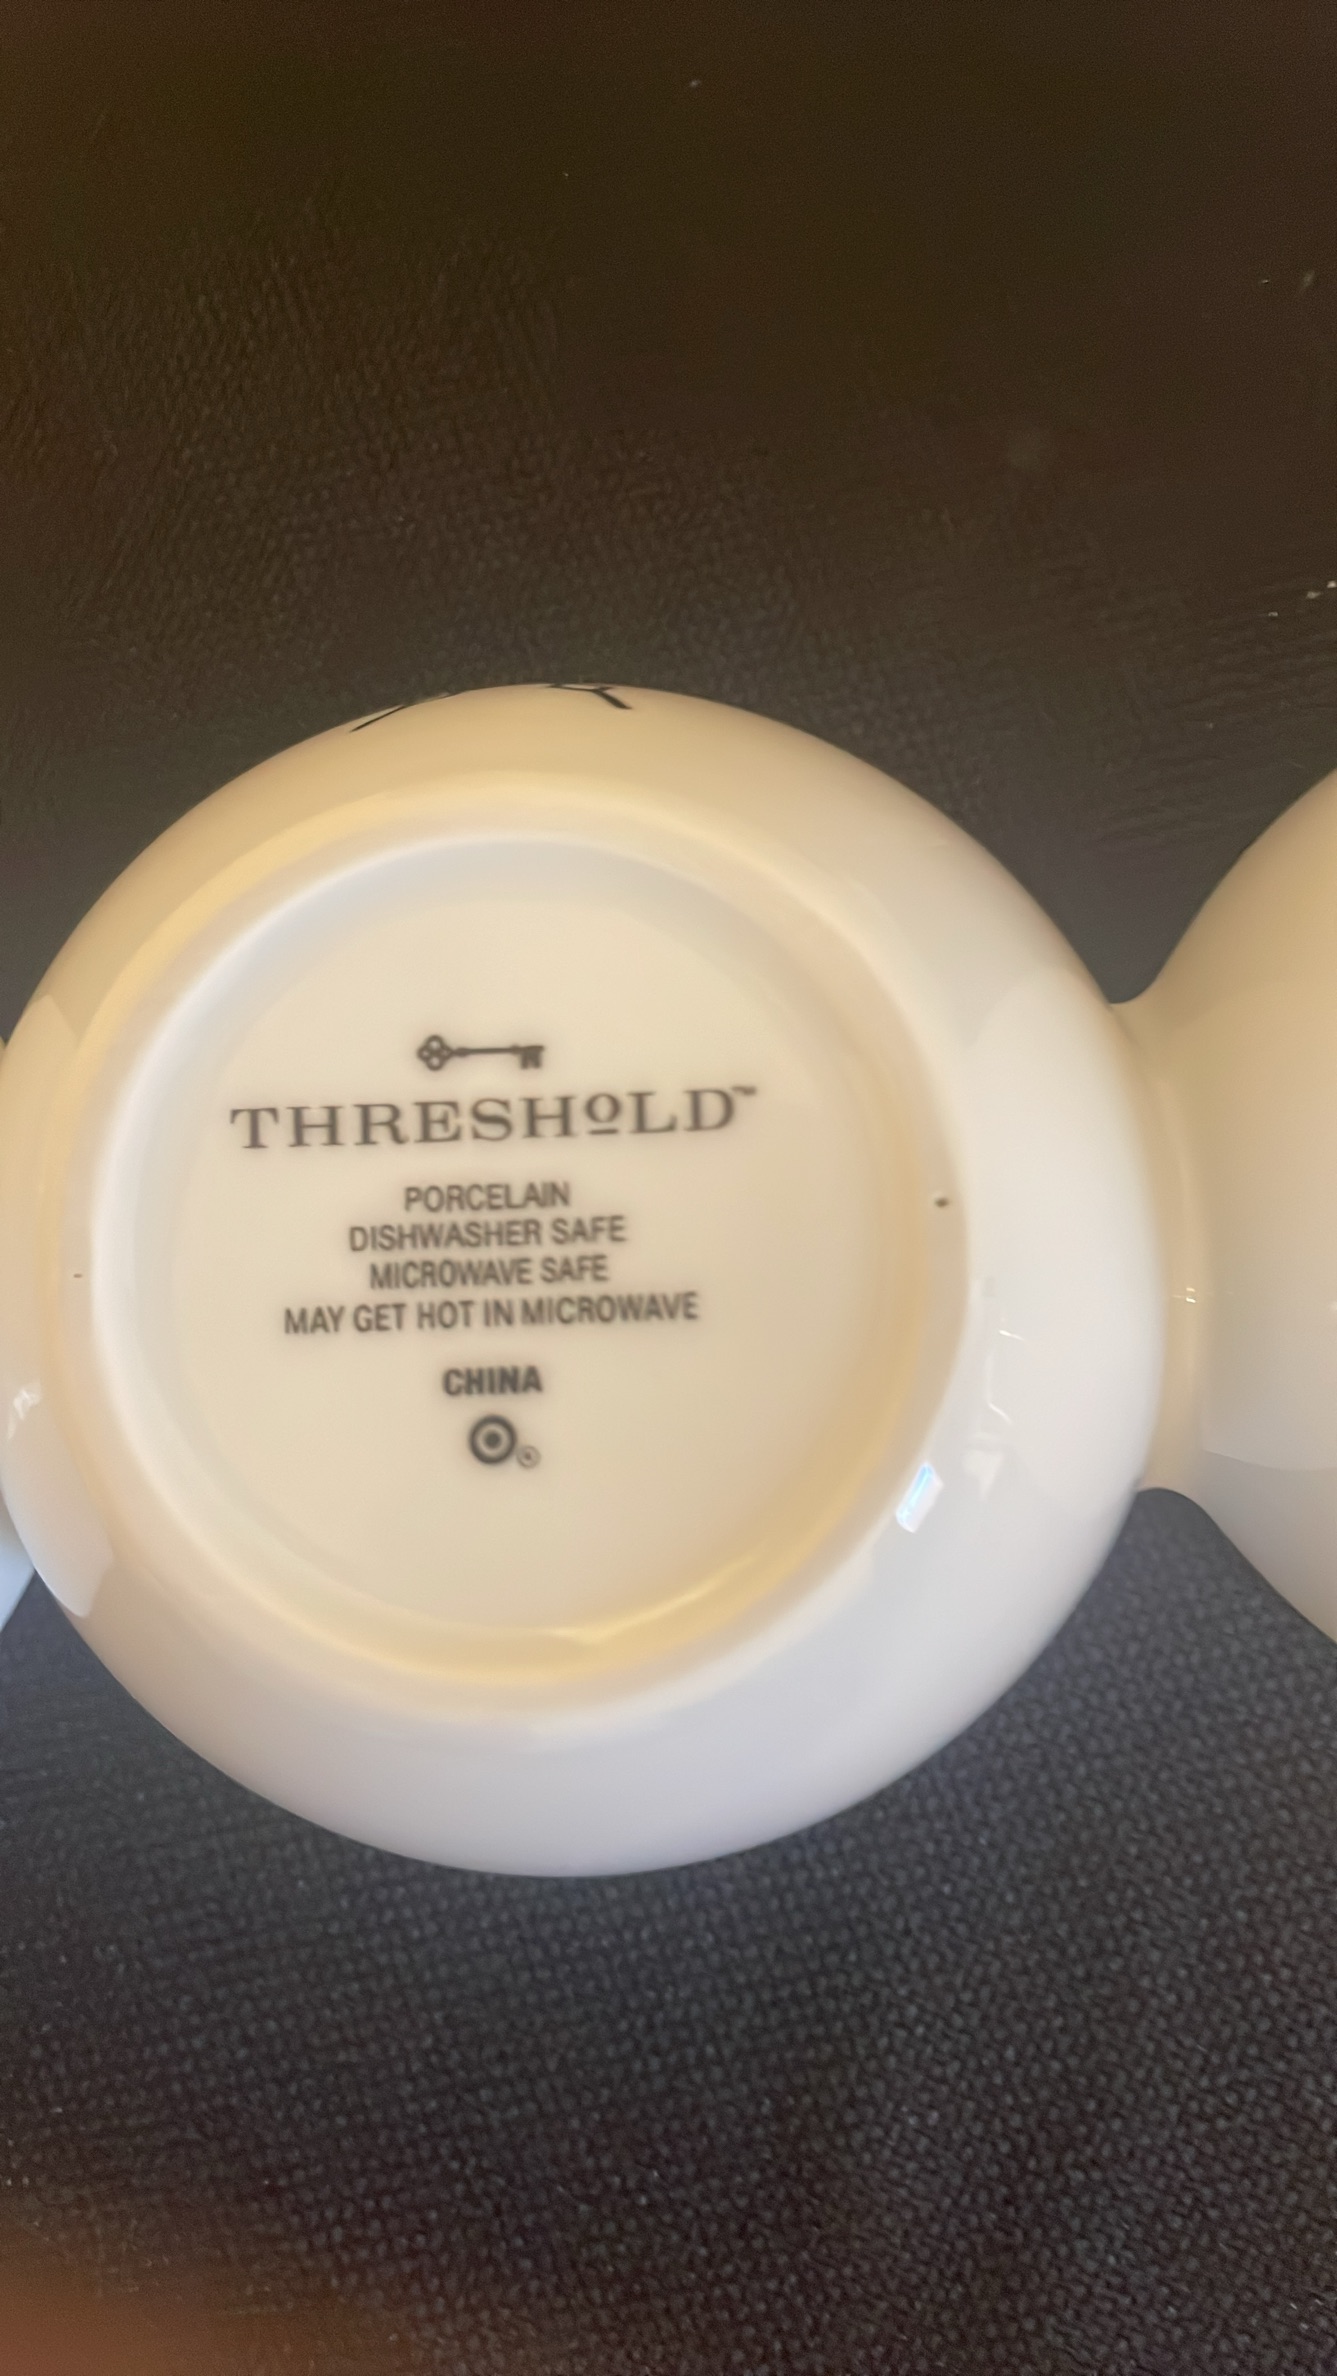 THRESHOLD™
PORCELAIN
DISHWASHER SAFE
MICROWAVE SAFE
MAY GET HOT IN MICROWAVE
CHINA